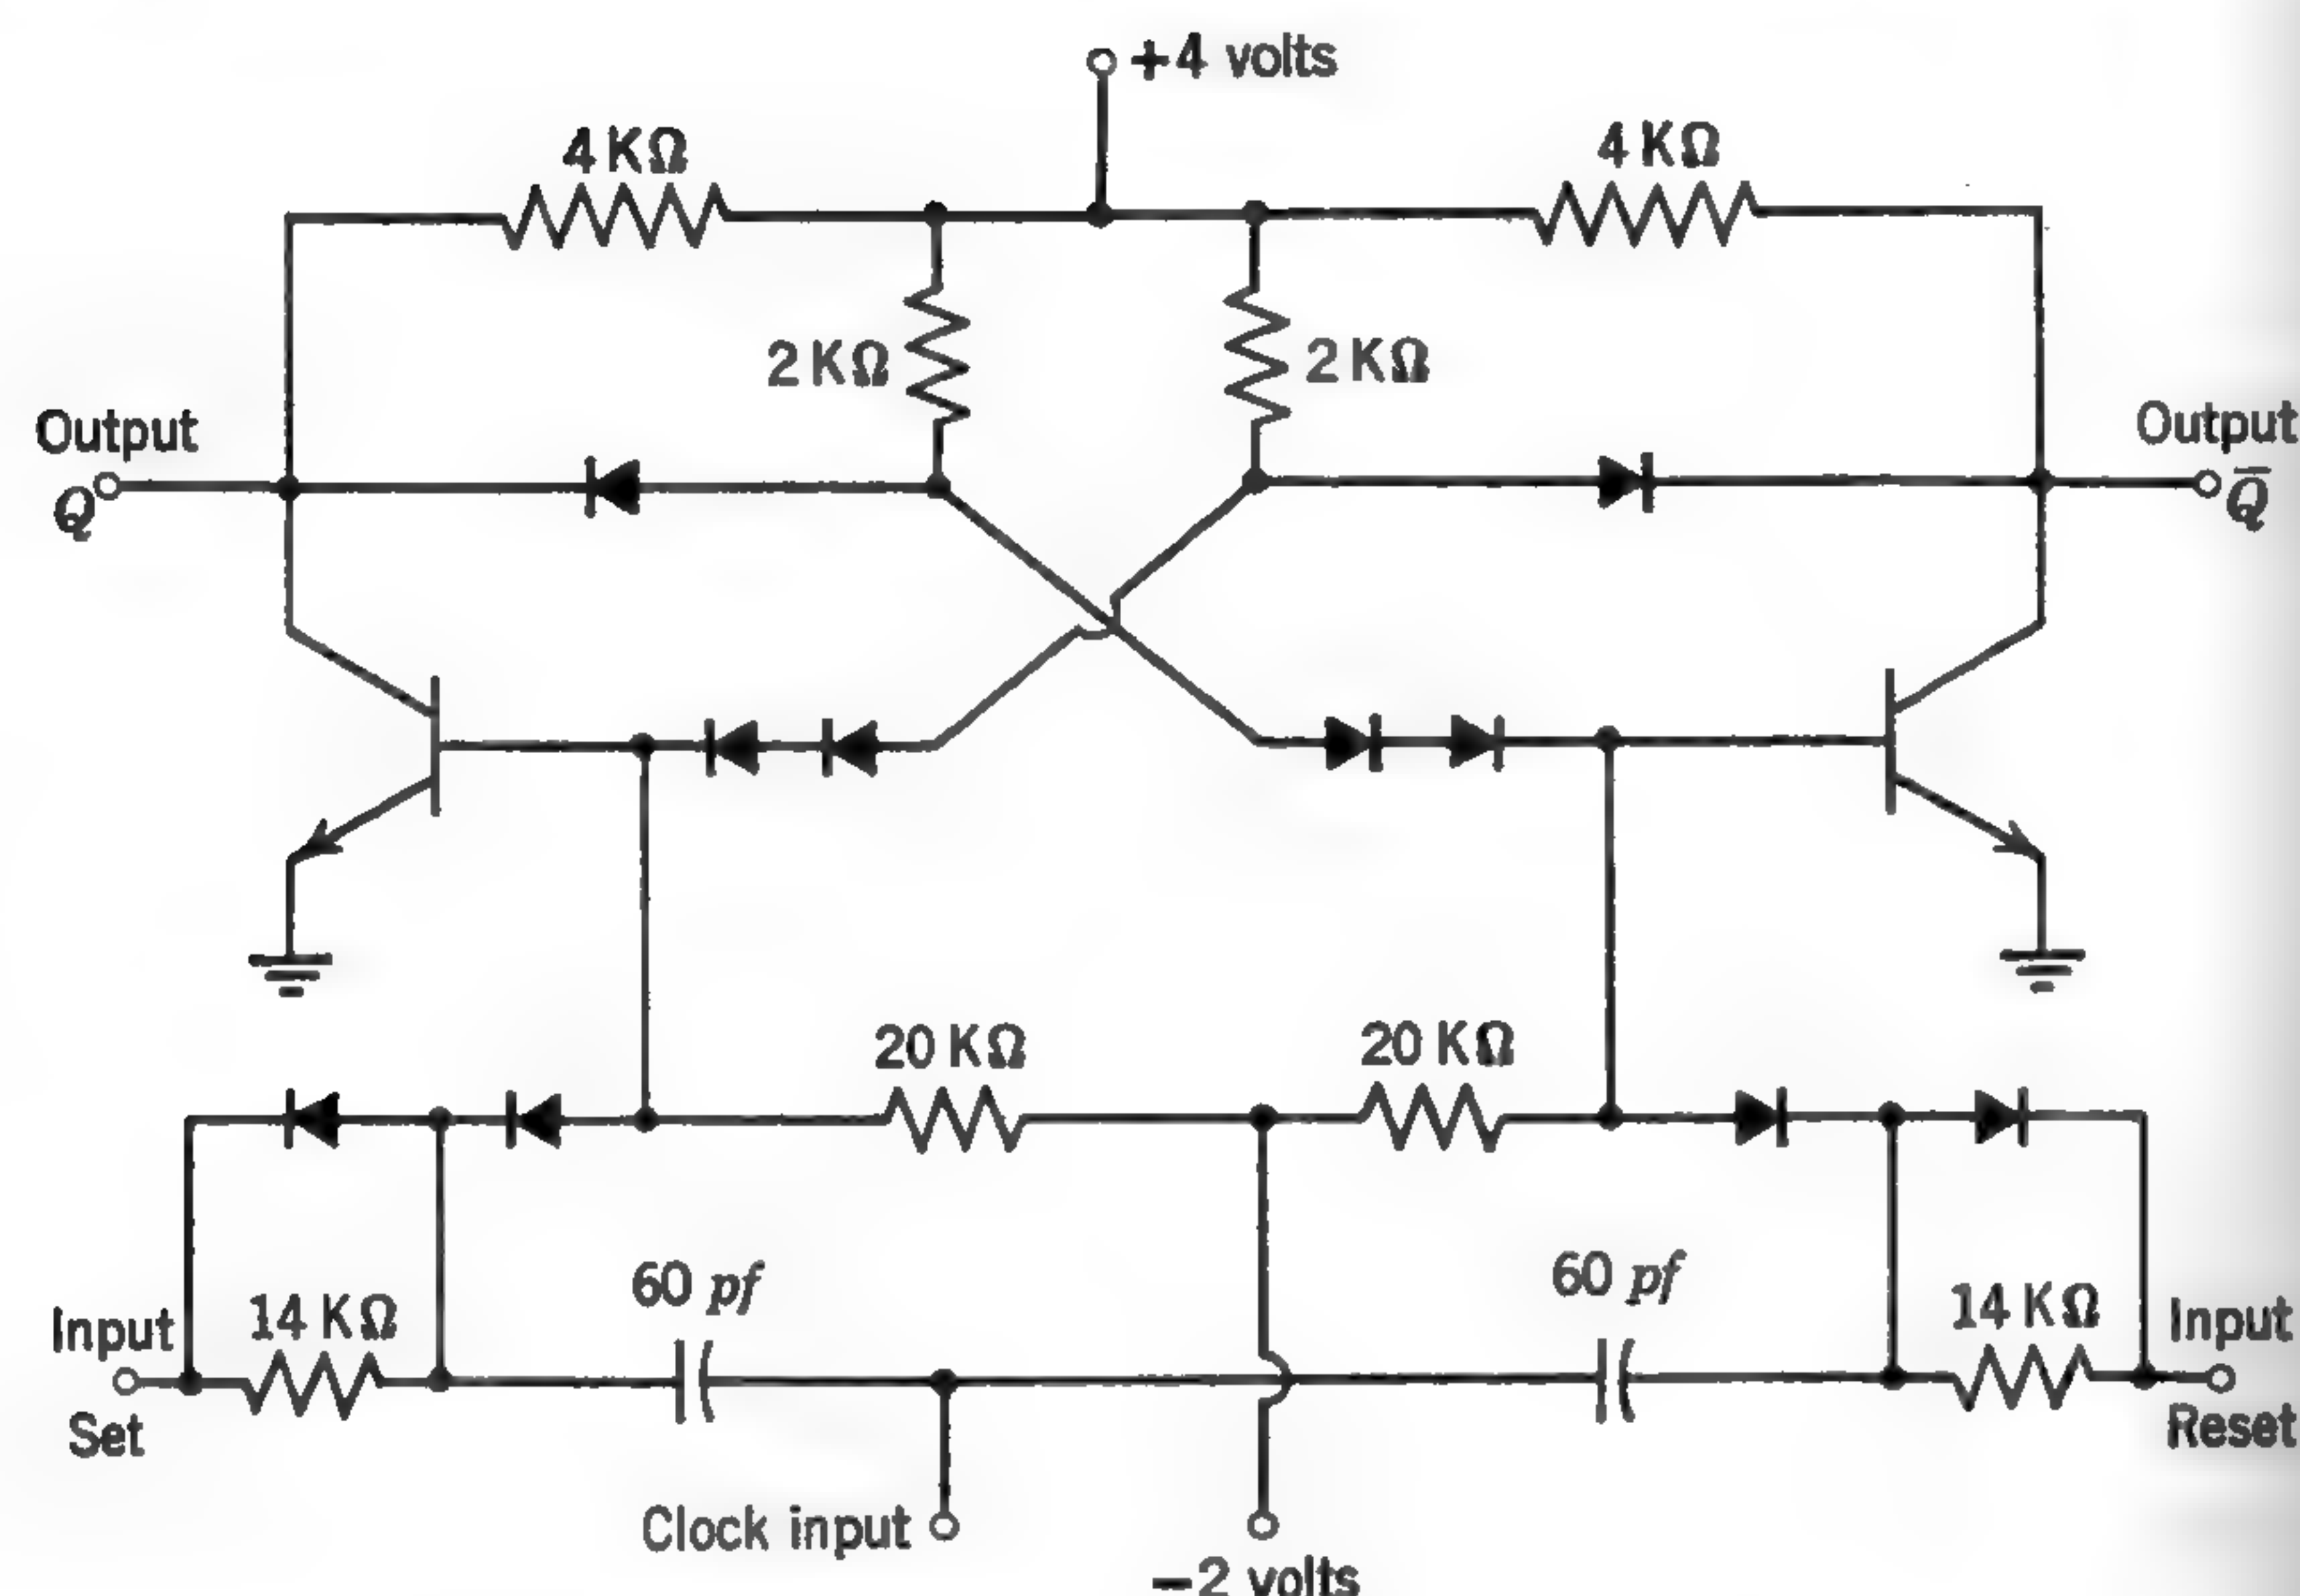 +4 volts
4 KΩ
4 KΩ
2 KΩ
2 KΩ
Output
Q
Output
Q̅
20 KΩ
20 KΩ
60 pf
60 pf
Input
14 KΩ
14 KΩ
Input
Set
Reset
Clock input
−2 volts